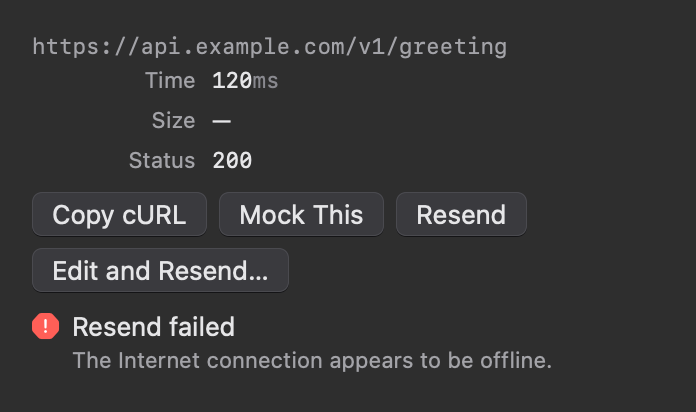 https://api.example.com/v1/greeting
Time 120ms
Size —
Status 200
Copy cURL Mock This Resend
Edit and Resend...
Resend failed
The Internet connection appears to be offline.